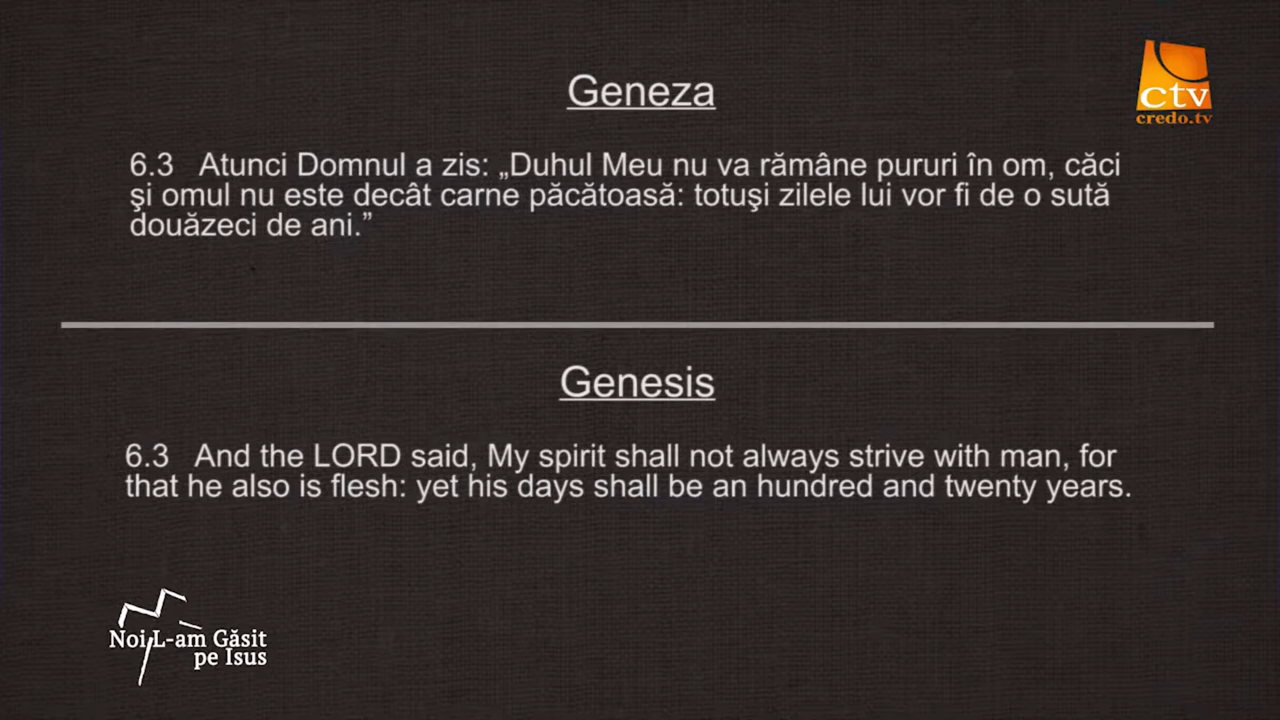 Geneza
ctv
credo.tv
6.3 Atunci Domnul a zis: „Duhul Meu nu va rămâne pururi în om, căci
şi omul nu este decât carne păcătoasă: totuşi zilele lui vor fi de o sută
douăzeci de ani.”
Genesis
6.3 And the LORD said, My spirit shall not always strive with man, for
that he also is flesh: yet his days shall be an hundred and twenty years.
Noi L-am Găsit
pe Isus